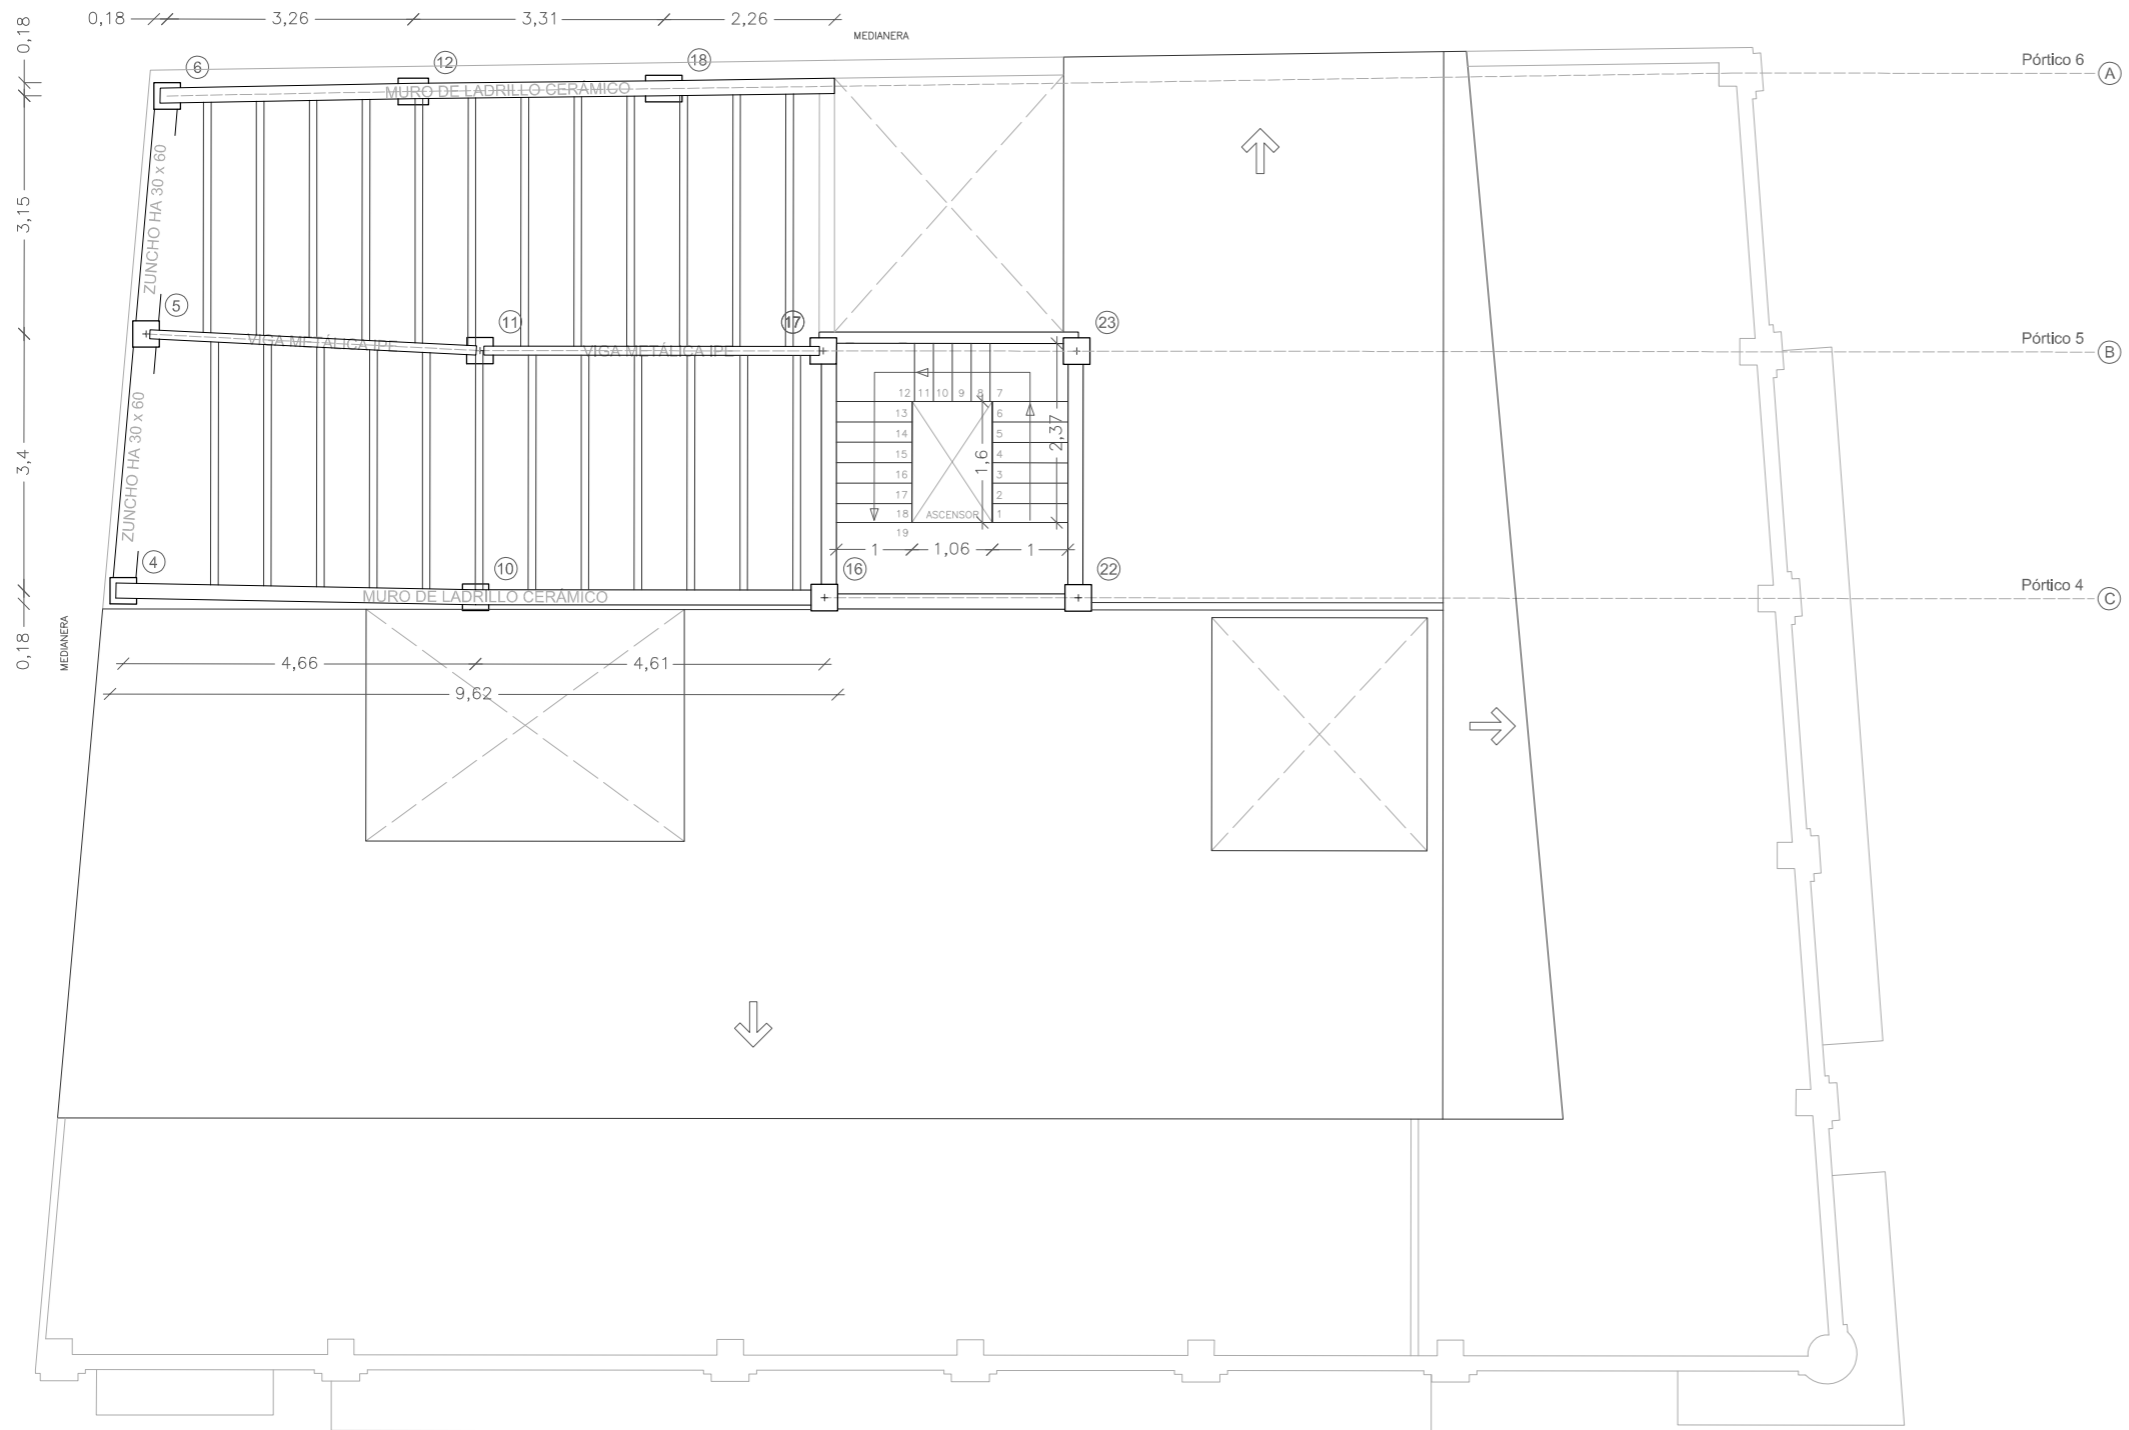 0,18 3,26 3,31 2,26
MEDIANERA
0,18
6
12
18
MURO DE LADRILLO CERÁMICO
Pórtico 6
A
3,15
ZUNCHO HA 30 x 60
5
11
17
23
VIGA METÁLICA IPE
VIGA METÁLICA IPE
Pórtico 5
B
12 11 10 9 8 7
13 6
14 5
15 4
16 3
17 2
18 ASCENSOR 1
19
1,6
2,37
1 1,06 1
3,4
ZUNCHO HA 30 x 60
4
10
16
22
MURO DE LADRILLO CERÁMICO
Pórtico 4
C
0,18
MEDIANERA
4,66 4,61
9,62